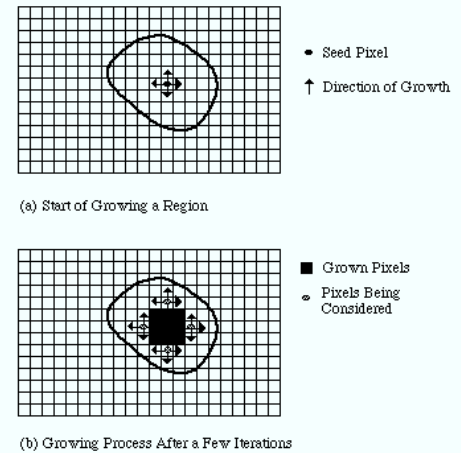 Seed Pixel
Direction of Growth
(a) Start of Growing a Region
Grown Pixels
Pixels Being
Considered
(b) Growing Process After a Few Iterations